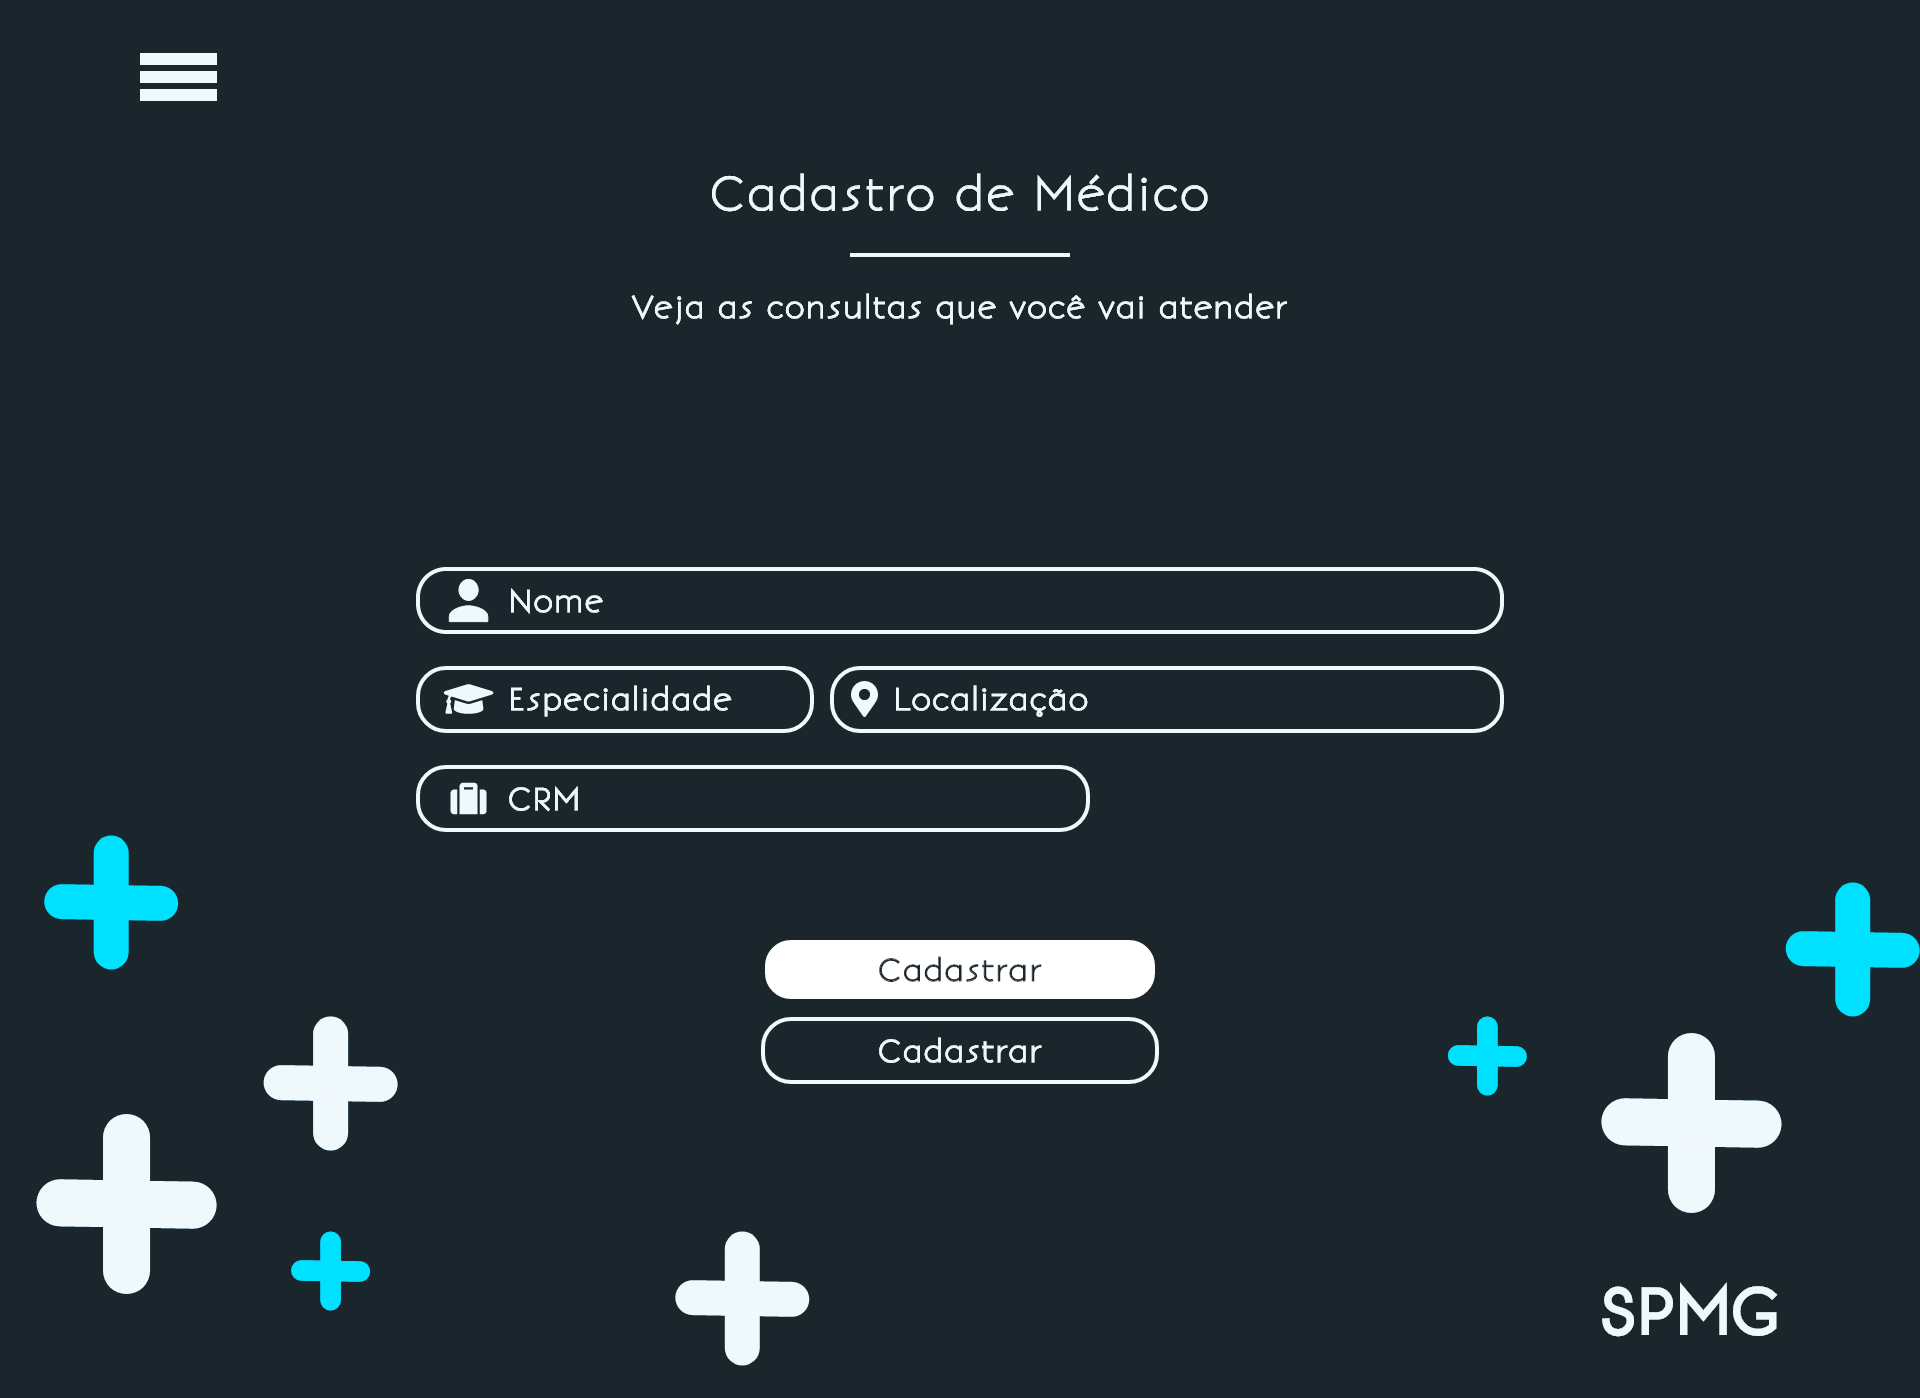 Cadastro de Médico
Veja as consultas que você vai atender
Nome
Especialidade
Localização
CRM
Cadastrar
Cadastrar
SPMG